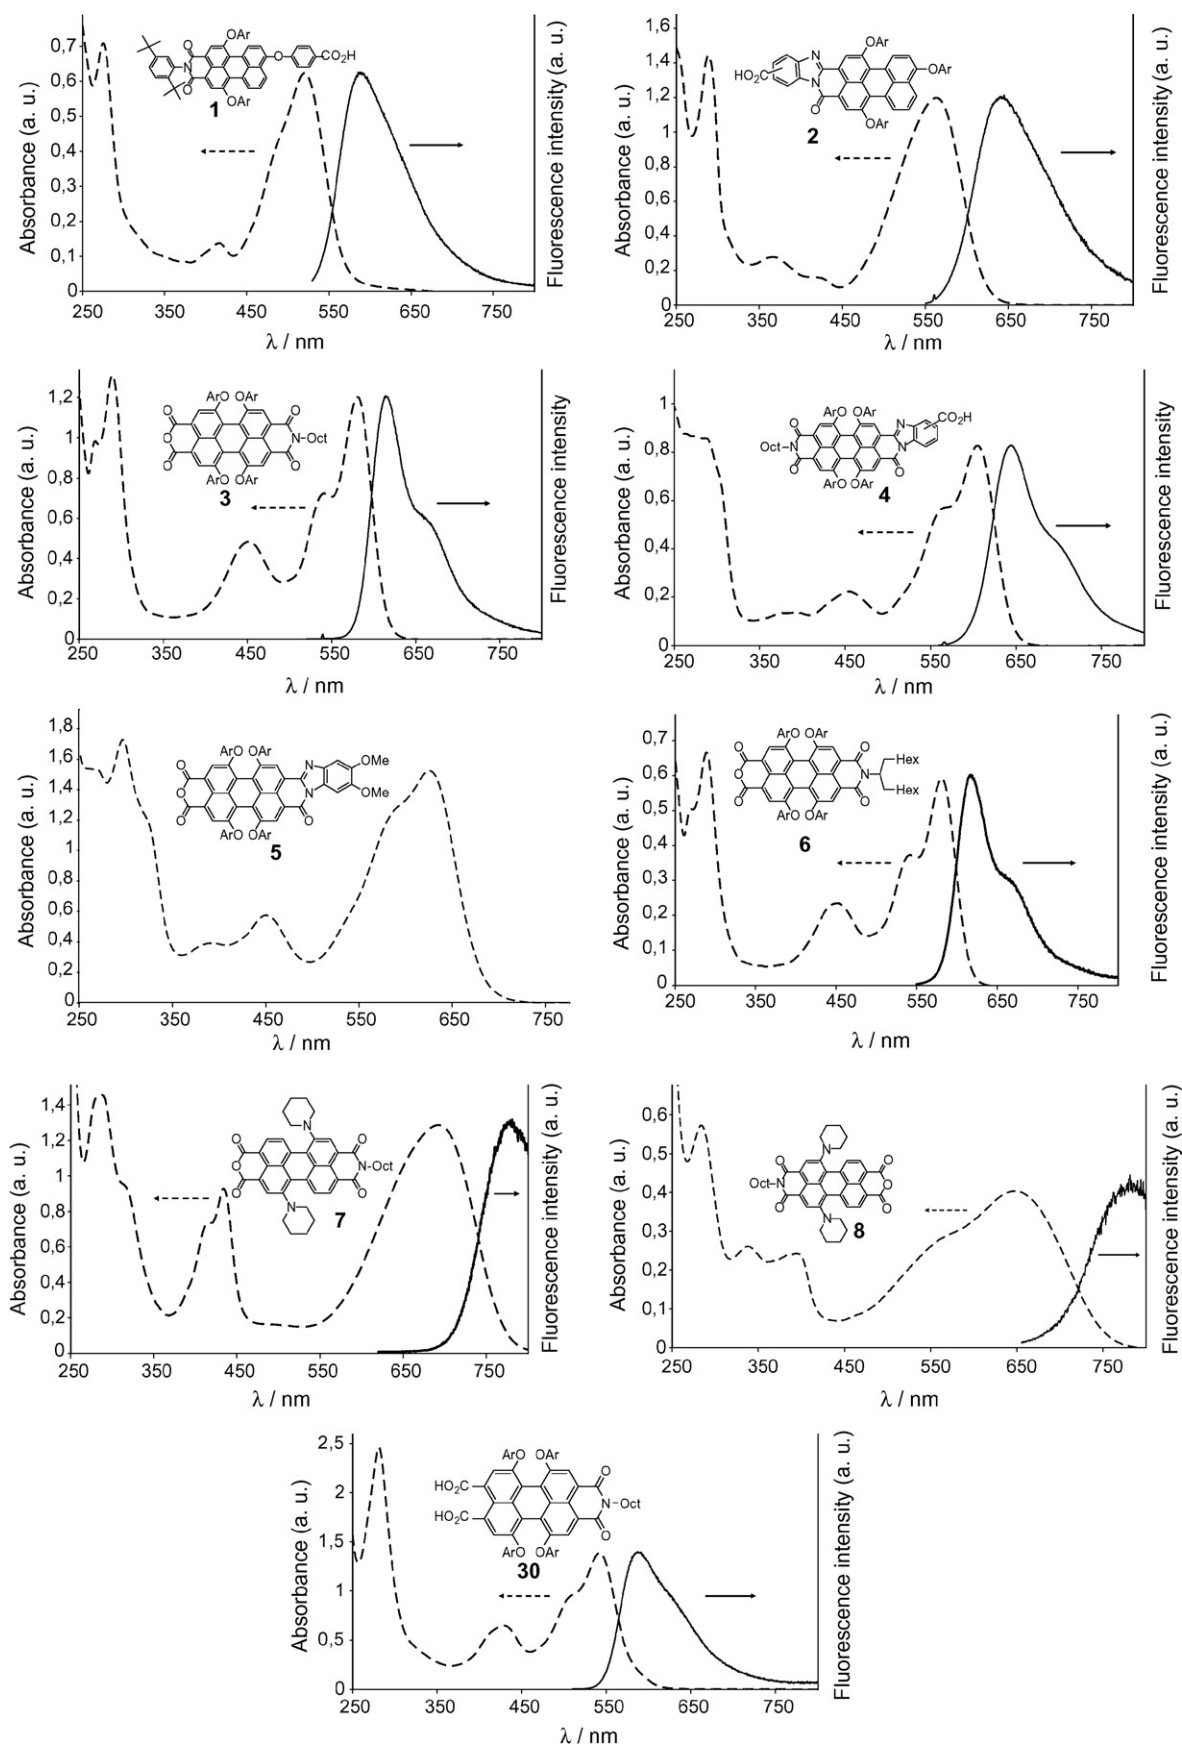 Absorbance (a. u.)
0,7
0,6
0,5
0,4
0,3
0,2
0,1
0
250 350 450 550 650 750
λ / nm
Fluorescence intensity (a. u.)
OAr
O
N
O
OAr
O
CO₂H
1
Absorbance (a. u.)
1,6
1,4
1,2
1
0,8
0,6
0,4
0,2
0
250 350 450 550 650 750
λ / nm
Fluorescence intensity (a. u.)
HO₂C
N
N
O
OAr
OAr
OAr
2
Absorbance (a. u.)
1,2
1
0,8
0,6
0,4
0,2
0
250 350 450 550 650 750
λ / nm
Fluorescence intensity
ArO OAr
O O
O N-Oct
O O
ArO OAr
3
Absorbance (a. u.)
1
0,8
0,6
0,4
0,2
0
250 350 450 550 650 750
λ / nm
Fluorescence intensity
ArO OAr
CO₂H
O N
Oct-N N
O O
ArO OAr
4
Absorbance (a. u.)
1,8
1,6
1,4
1,2
1
0,8
0,6
0,4
0,2
0
250 350 450 550 650 750
λ / nm
ArO OAr
O N OMe
O N OMe
O O
ArO OAr
5
Absorbance (a. u.)
0,7
0,6
0,5
0,4
0,3
0,2
0,1
0
250 350 450 550 650 750
λ / nm
Fluorescence intensity (a. u.)
ArO OAr
O O Hex
O N
O O Hex
ArO OAr
6
Absorbance (a. u.)
1,4
1,2
1
0,8
0,6
0,4
0,2
0
250 350 450 550 650 750
λ / nm
Fluorescence intensity (a. u.)
N
O O
O N-Oct
O O
N
7
Absorbance (a. u.)
0,6
0,5
0,4
0,3
0,2
0,1
0
250 350 450 550 650 750
λ / nm
Fluorescence intensity (a. u.)
N
O O
Oct-N O
O O
N
8
Absorbance (a. u.)
2,5
2
1,5
1
0,5
0
250 350 450 550 650 750
λ / nm
Fluorescence intensity (a. u.)
ArO OAr
HO₂C O
N-Oct
HO₂C O
ArO OAr
30